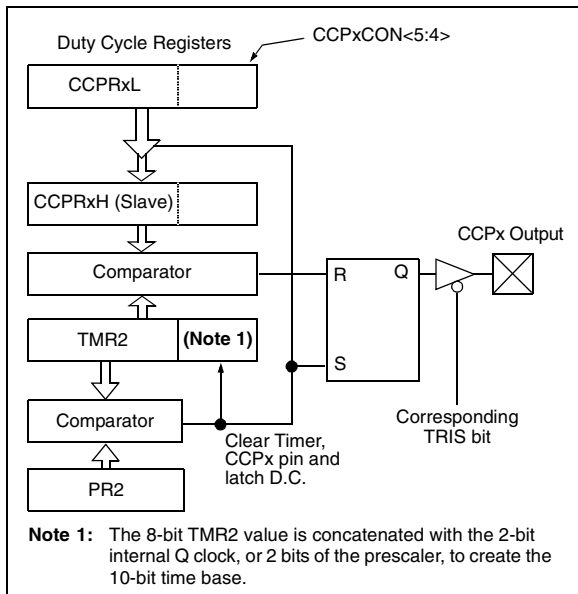 Duty Cycle Registers
CCPxCON<5:4>
CCPRxL
CCPRxH (Slave)
CCPx Output
Comparator
R
Q
TMR2
(Note 1)
S
Comparator
Clear Timer,
CCPx pin and
latch D.C.
Corresponding
TRIS bit
PR2
Note 1: The 8-bit TMR2 value is concatenated with the 2-bit
internal Q clock, or 2 bits of the prescaler, to create the
10-bit time base.